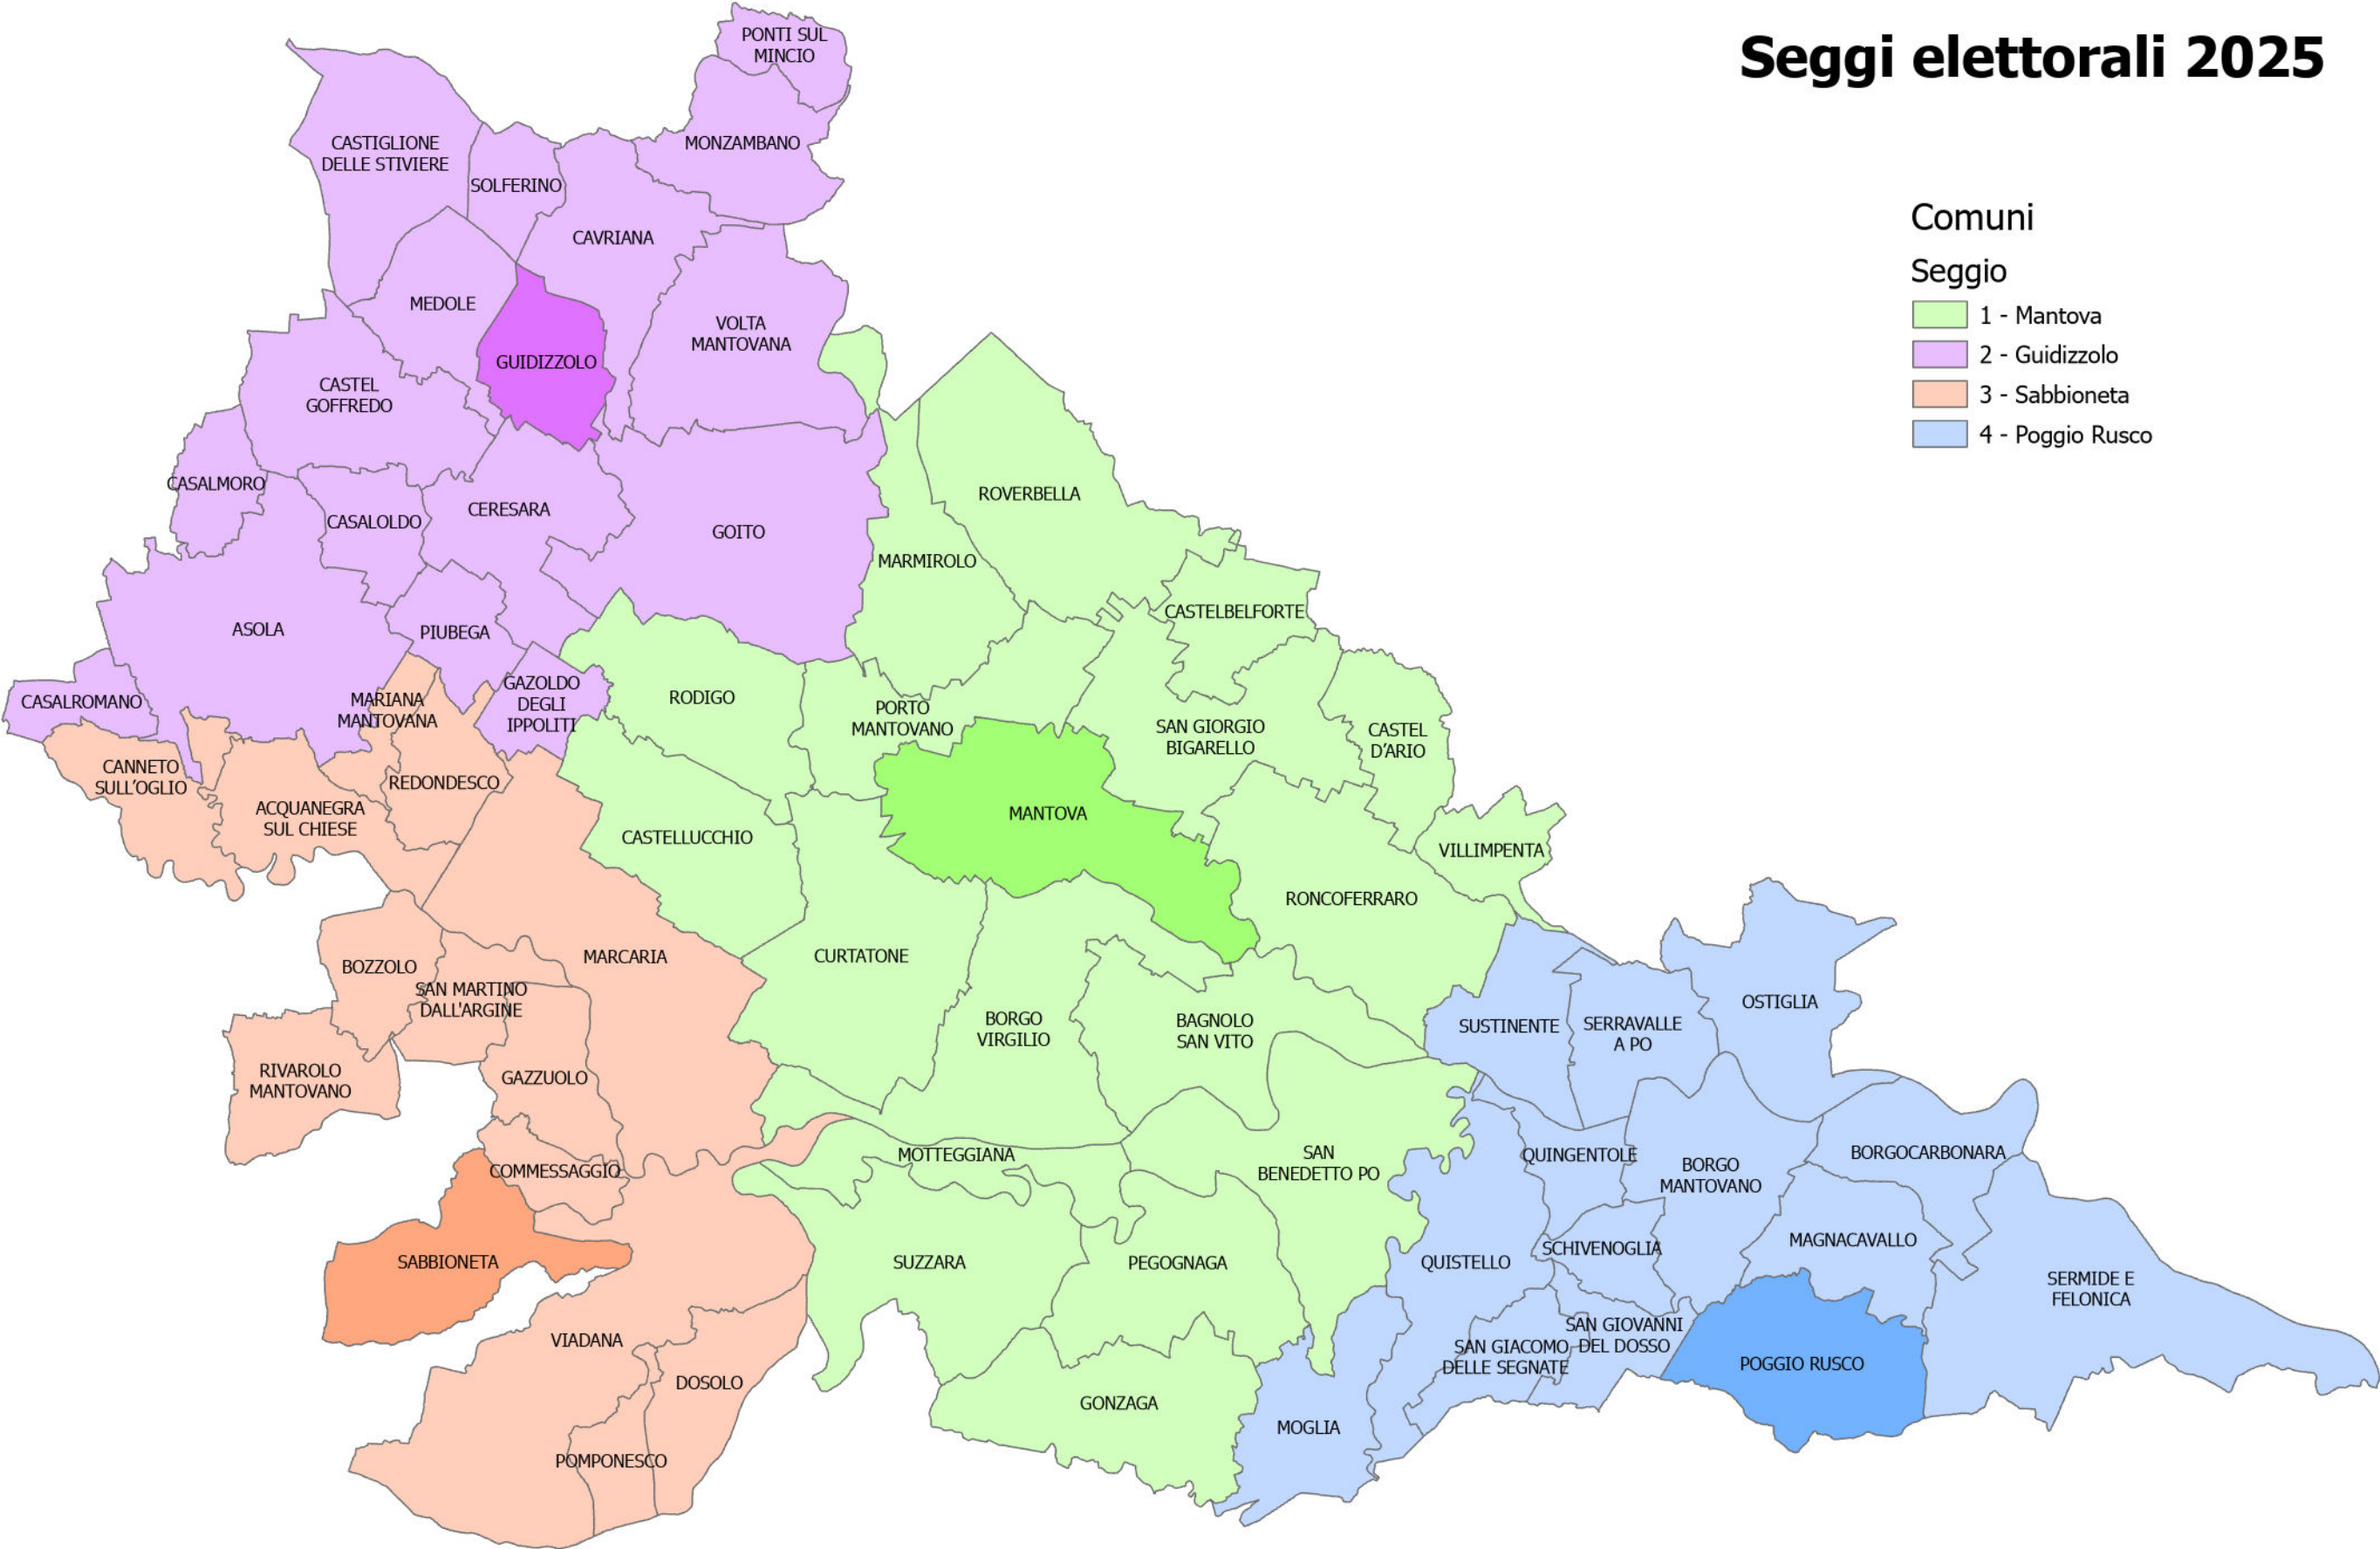 Seggi elettorali 2025
Comuni
Seggio
1 - Mantova
2 - Guidizzolo
3 - Sabbioneta
4 - Poggio Rusco
PONTI SUL
MINCIO
MONZAMBANO
CASTIGLIONE
DELLE STIVIERE
SOLFERINO
CAVRIANA
MEDOLE
VOLTA
MANTOVANA
GUIDIZZOLO
CASTEL
GOFFREDO
CASALMORO
CASALOLDO
CERESARA
GOITO
ROVERBELLA
MARMIROLO
CASTELBELFORTE
ASOLA
PIUBEGA
CASALROMANO
MARIANA
MANTOVANA
GAZOLDO
DEGLI
IPPOLITI
RODIGO
PORTO
MANTOVANO
SAN GIORGIO
BIGARELLO
CASTEL
D'ARIO
CANNETO
SULL'OGLIO
REDONDESCO
ACQUANEGRA
SUL CHIESE
CASTELLUCCHIO
MANTOVA
VILLIMPENTA
RONCOFERRARO
BOZZOLO
MARCARIA
CURTATONE
SAN MARTINO
DALL'ARGINE
BORGO
VIRGILIO
BAGNOLO
SAN VITO
SUSTINENTE
SERRAVALLE
A PO
OSTIGLIA
RIVAROLO
MANTOVANO
GAZZUOLO
COMMESSAGGIO
MOTTEGGIANA
SAN
BENEDETTO PO
QUINGENTOLE
BORGO
MANTOVANO
BORGOCARBONARA
SABBIONETA
SUZZARA
PEGOGNAGA
QUISTELLO
SCHIVENOGLIA
MAGNACAVALLO
SERMIDE E
FELONICA
VIADANA
DOSOLO
SAN GIACOMO
DELLE SEGNATE
SAN GIOVANNI
DEL DOSSO
POGGIO RUSCO
GONZAGA
MOGLIA
POMPONESCO